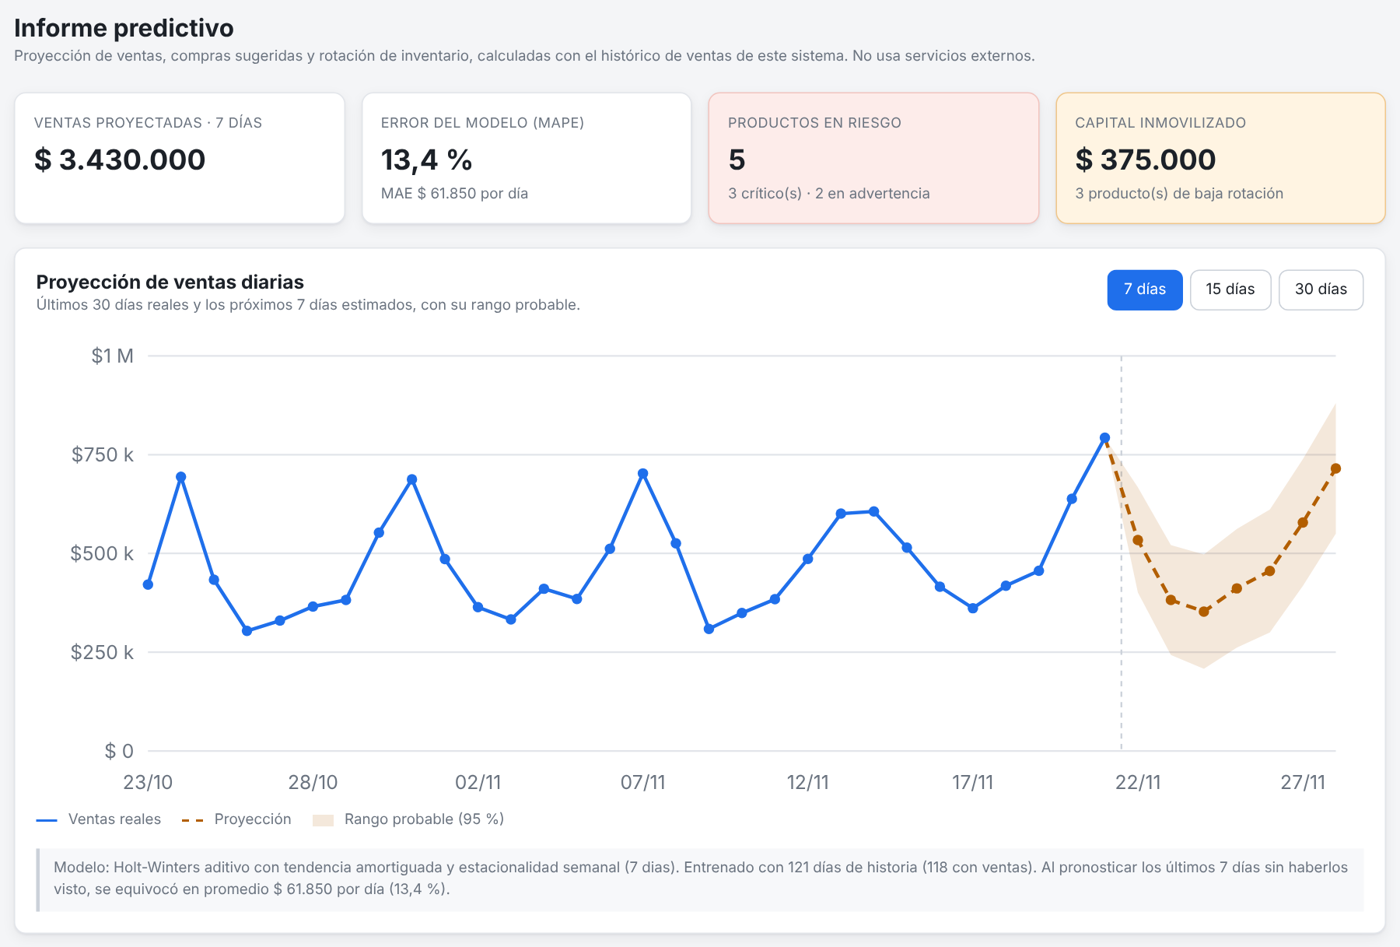 Informe predictivo
Proyección de ventas, compras sugeridas y rotación de inventario, calculadas con el histórico de ventas de este sistema. No usa servicios externos.
VENTAS PROYECTADAS · 7 DÍAS
$ 3.430.000
ERROR DEL MODELO (MAPE)
13,4 %
MAE $ 61.850 por día
PRODUCTOS EN RIESGO
5
3 crítico(s) · 2 en advertencia
CAPITAL INMOVILIZADO
$ 375.000
3 producto(s) de baja rotación
Proyección de ventas diarias
Últimos 30 días reales y los próximos 7 días estimados, con su rango probable.
7 días
15 días
30 días
$1 M
$750 k
$500 k
$250 k
$ 0
23/10
28/10
02/11
07/11
12/11
17/11
22/11
27/11
Ventas reales
Proyección
Rango probable (95 %)
Modelo: Holt-Winters aditivo con tendencia amortiguada y estacionalidad semanal (7 dias). Entrenado con 121 días de historia (118 con ventas). Al pronosticar los últimos 7 días sin haberlos
visto, se equivocó en promedio $ 61.850 por día (13,4 %).